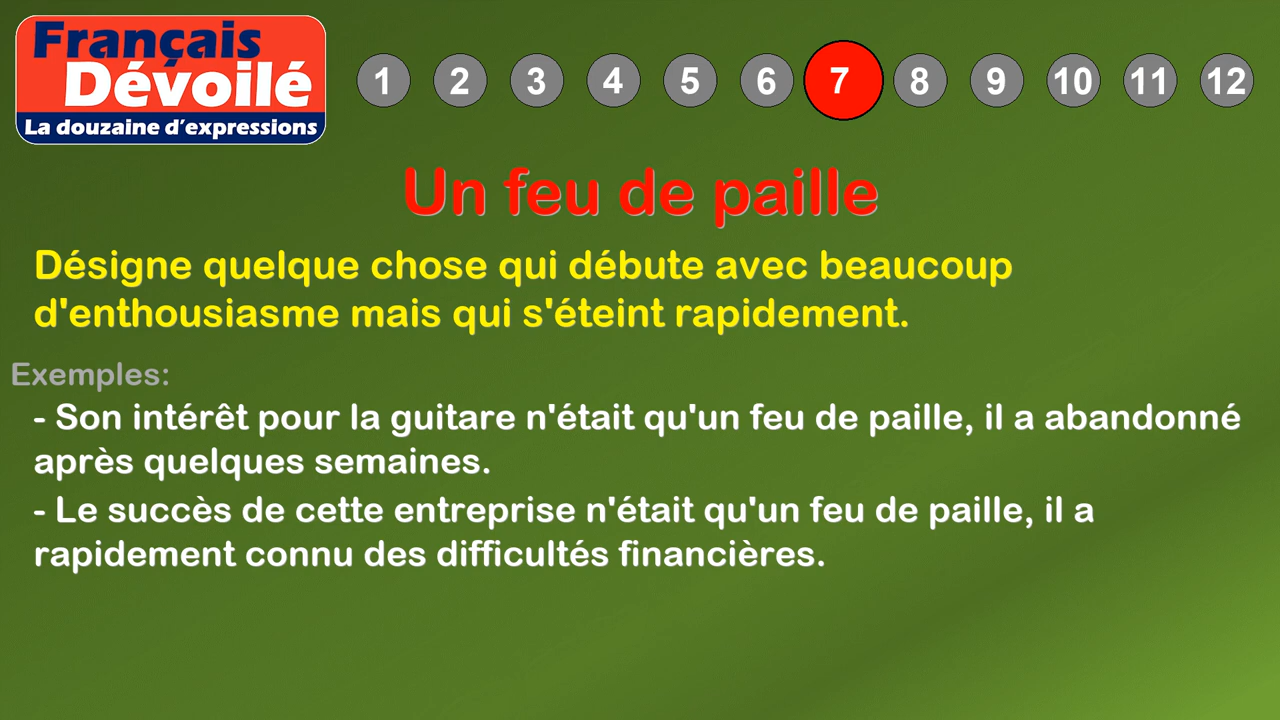 Français
Dévoilé
La douzaine d'expressions
1 2 3 4 5 6 7 8 9 10 11 12
Un feu de paille
Désigne quelque chose qui débute avec beaucoup
d'enthousiasme mais qui s'éteint rapidement.
Exemples:
- Son intérêt pour la guitare n'était qu'un feu de paille, il a abandonné
après quelques semaines.
- Le succès de cette entreprise n'était qu'un feu de paille, il a
rapidement connu des difficultés financières.